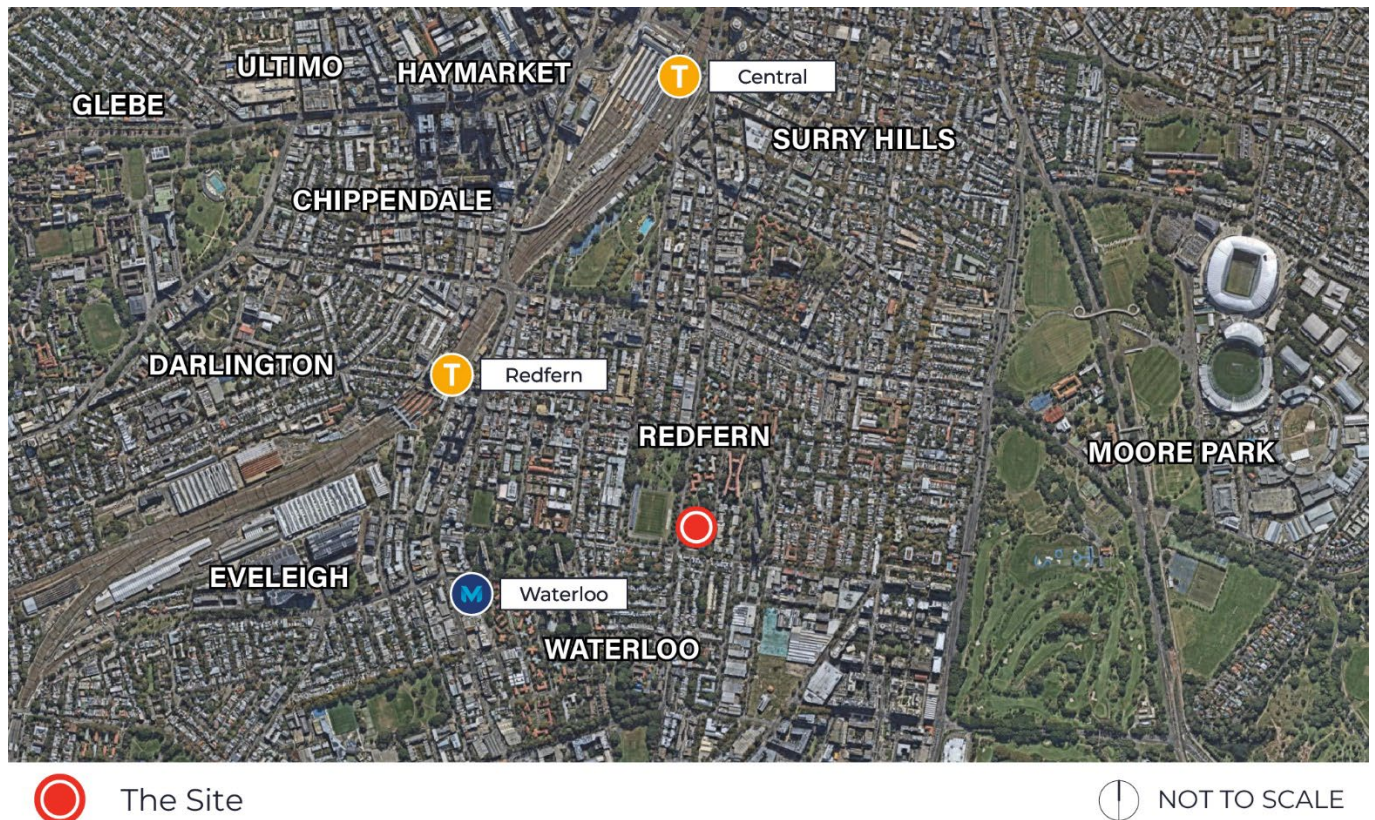 ULTIMO
HAYMARKET
T
Central
GLEBE
SURRY HILLS
CHIPPENDALE
DARLINGTON
T
Redfern
REDFERN
MOORE PARK
EVELEIGH
M
Waterloo
WATERLOO
The Site
NOT TO SCALE